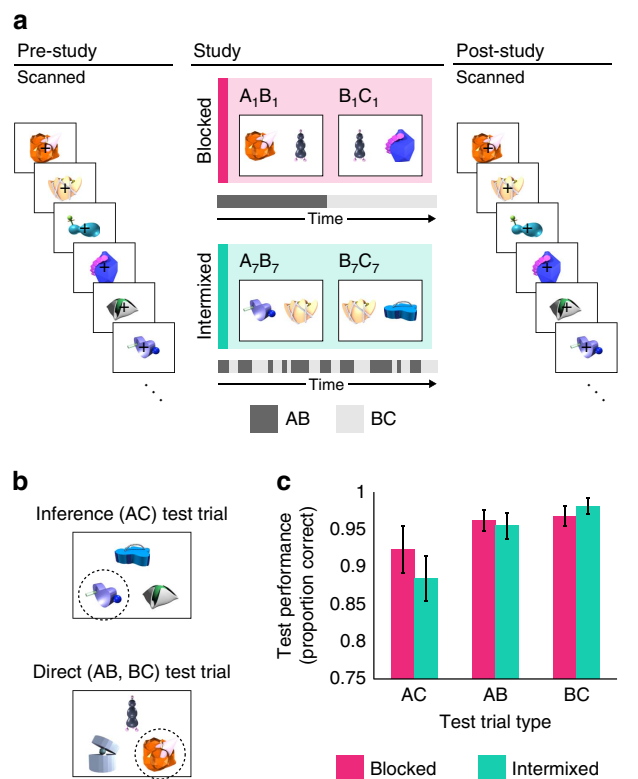 a
Pre-study
Study
Post-study
Scanned
Scanned
Blocked
A₁B₁
B₁C₁
Time
Intermixed
A₇B₇
B₇C₇
Time
AB
BC
b
Inference (AC) test trial
Direct (AB, BC) test trial
c
Test performance
(proportion correct)
1
0.95
0.9
0.85
0.8
0.75
AC
AB
BC
Test trial type
Blocked
Intermixed